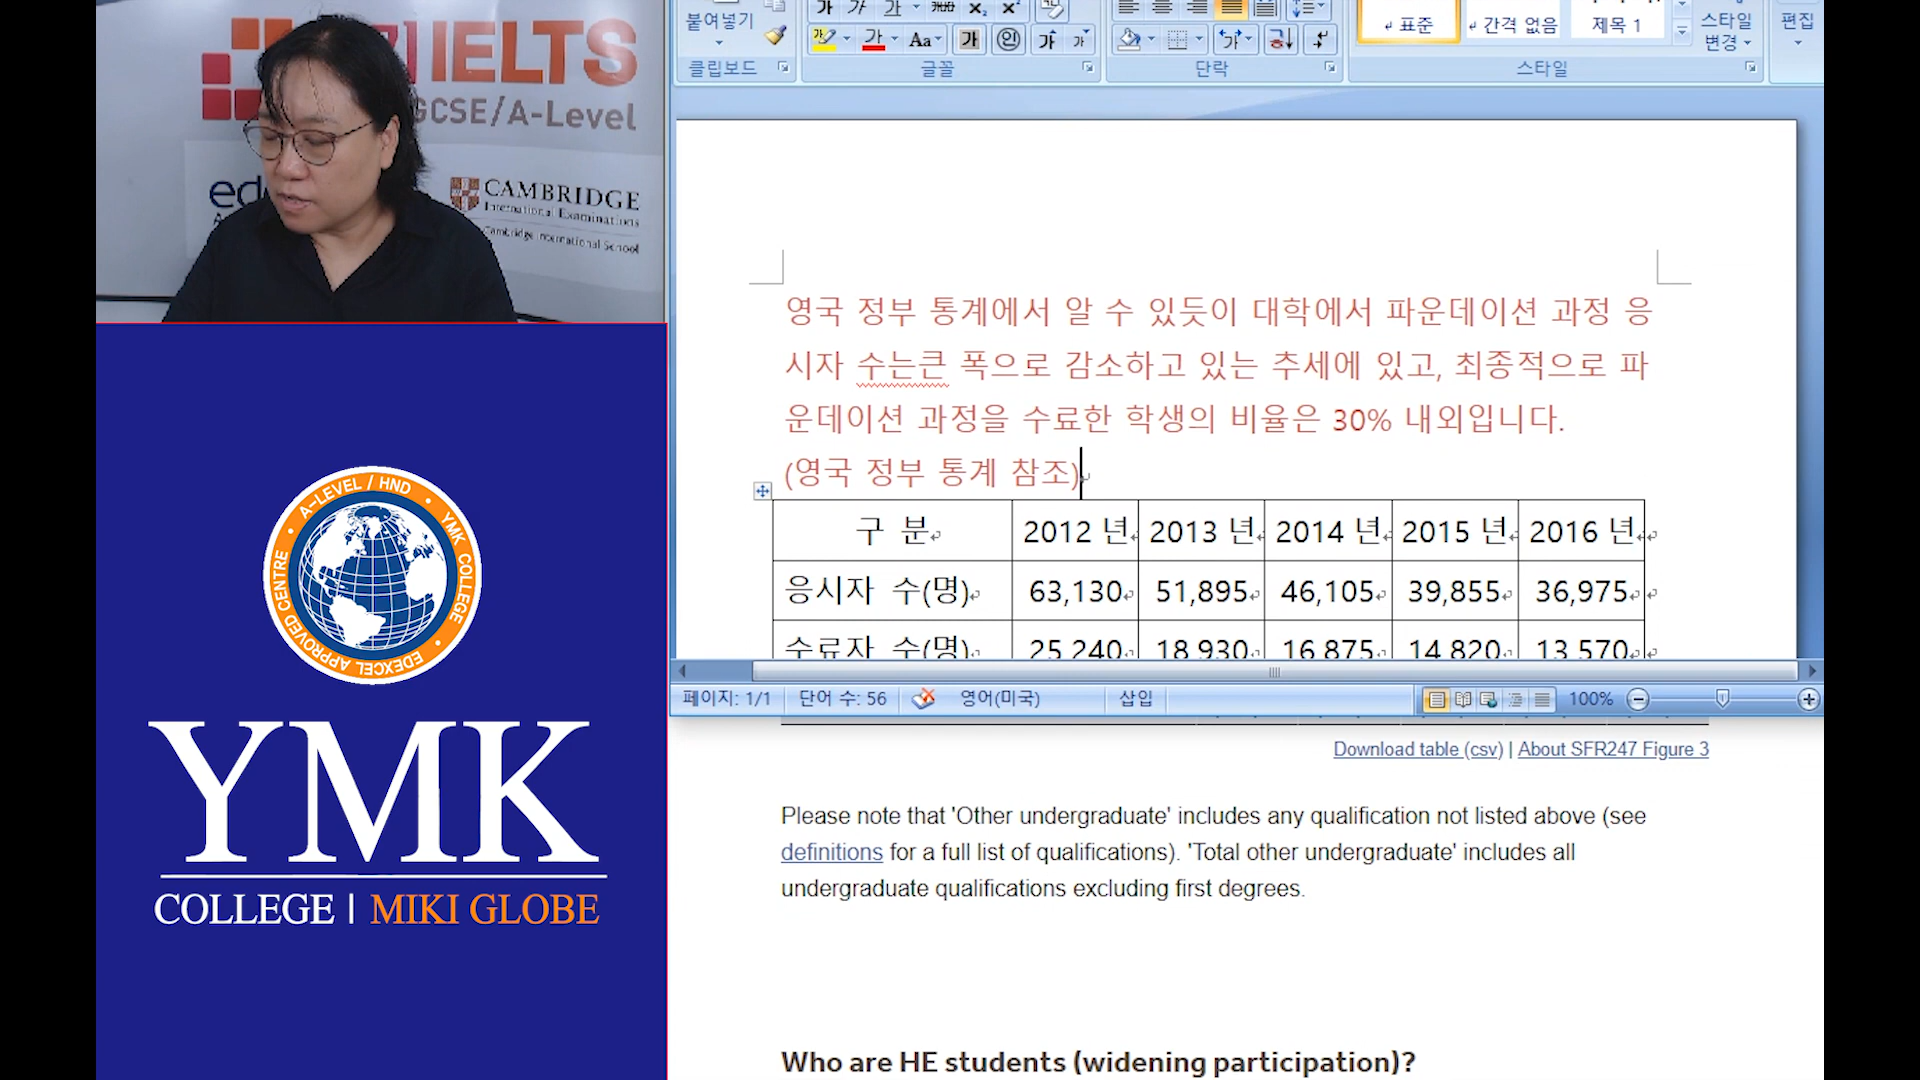 IELTS
GCSE/A-Level
CAMBRIDGE
International Examinations
Cambridge International School
A-LEVEL / HND • YMK COLLEGE • EDEXCEL APPROVED CENTRE •
YMK
COLLEGE | MIKI GLOBE
붙여넣기
클립보드
글꼴
단락
표준
간격 없음
제목 1
스타일 변경
편집
스타일
영국 정부 통계에서 알 수 있듯이 대학에서 파운데이션 과정 응
시자 수는큰 폭으로 감소하고 있는 추세에 있고, 최종적으로 파
운데이션 과정을 수료한 학생의 비율은 30% 내외입니다.
(영국 정부 통계 참조)
구 분 2012 년 2013 년 2014 년 2015 년 2016 년
응시자 수(명) 63,130 51,895 46,105 39,855 36,975
수료자 수(명) 25,240 18,930 16,875 14,820 13,570
페이지: 1/1 단어 수: 56 영어(미국) 삽입 100%
Download table (csv) | About SFR247 Figure 3
Please note that 'Other undergraduate' includes any qualification not listed above (see
definitions for a full list of qualifications). 'Total other undergraduate' includes all
undergraduate qualifications excluding first degrees.
Who are HE students (widening participation)?